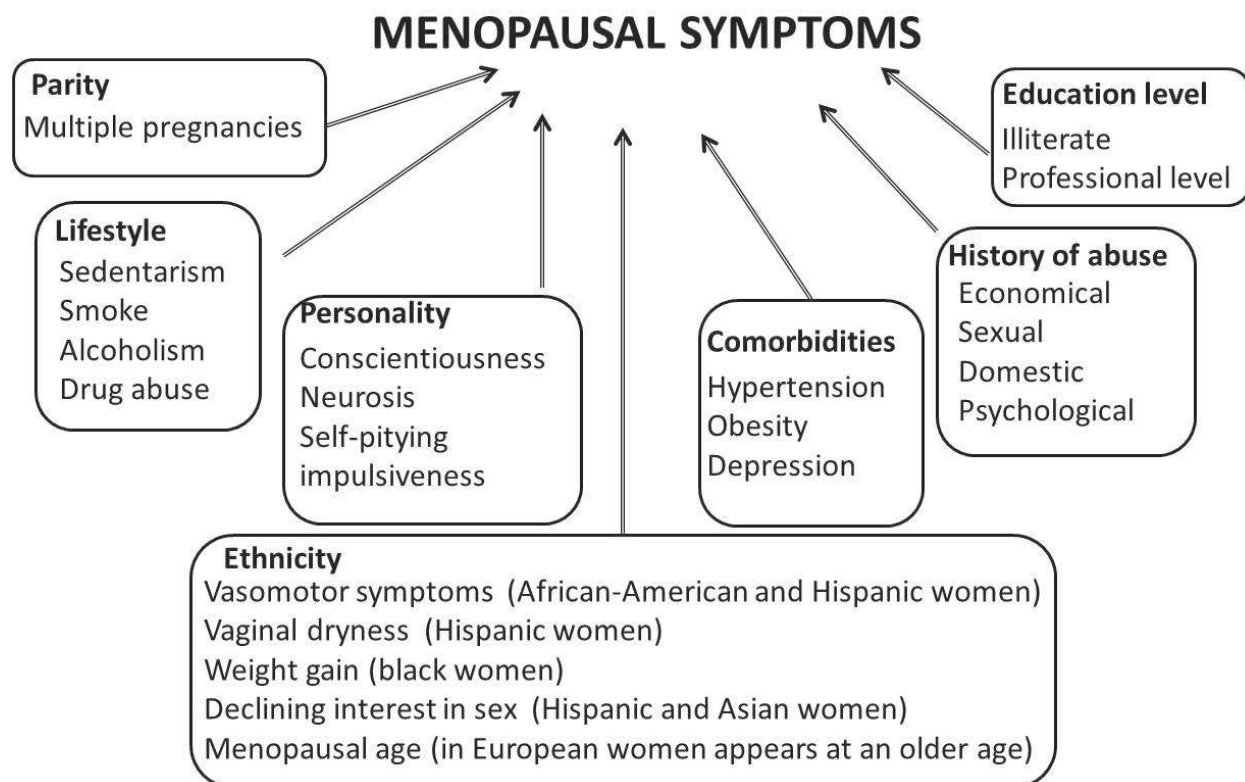 MENOPAUSAL SYMPTOMS
Parity
Multiple pregnancies
Education level
Illiterate
Professional level
Lifestyle
Sedentarism
Smoke
Alcoholism
Drug abuse
History of abuse
Economical
Sexual
Domestic
Psychological
Personality
Conscientiousness
Neurosis
Self-pitying
impulsiveness
Comorbidities
Hypertension
Obesity
Depression
Ethnicity
Vasomotor symptoms (African-American and Hispanic women)
Vaginal dryness (Hispanic women)
Weight gain (black women)
Declining interest in sex (Hispanic and Asian women)
Menopausal age (in European women appears at an older age)